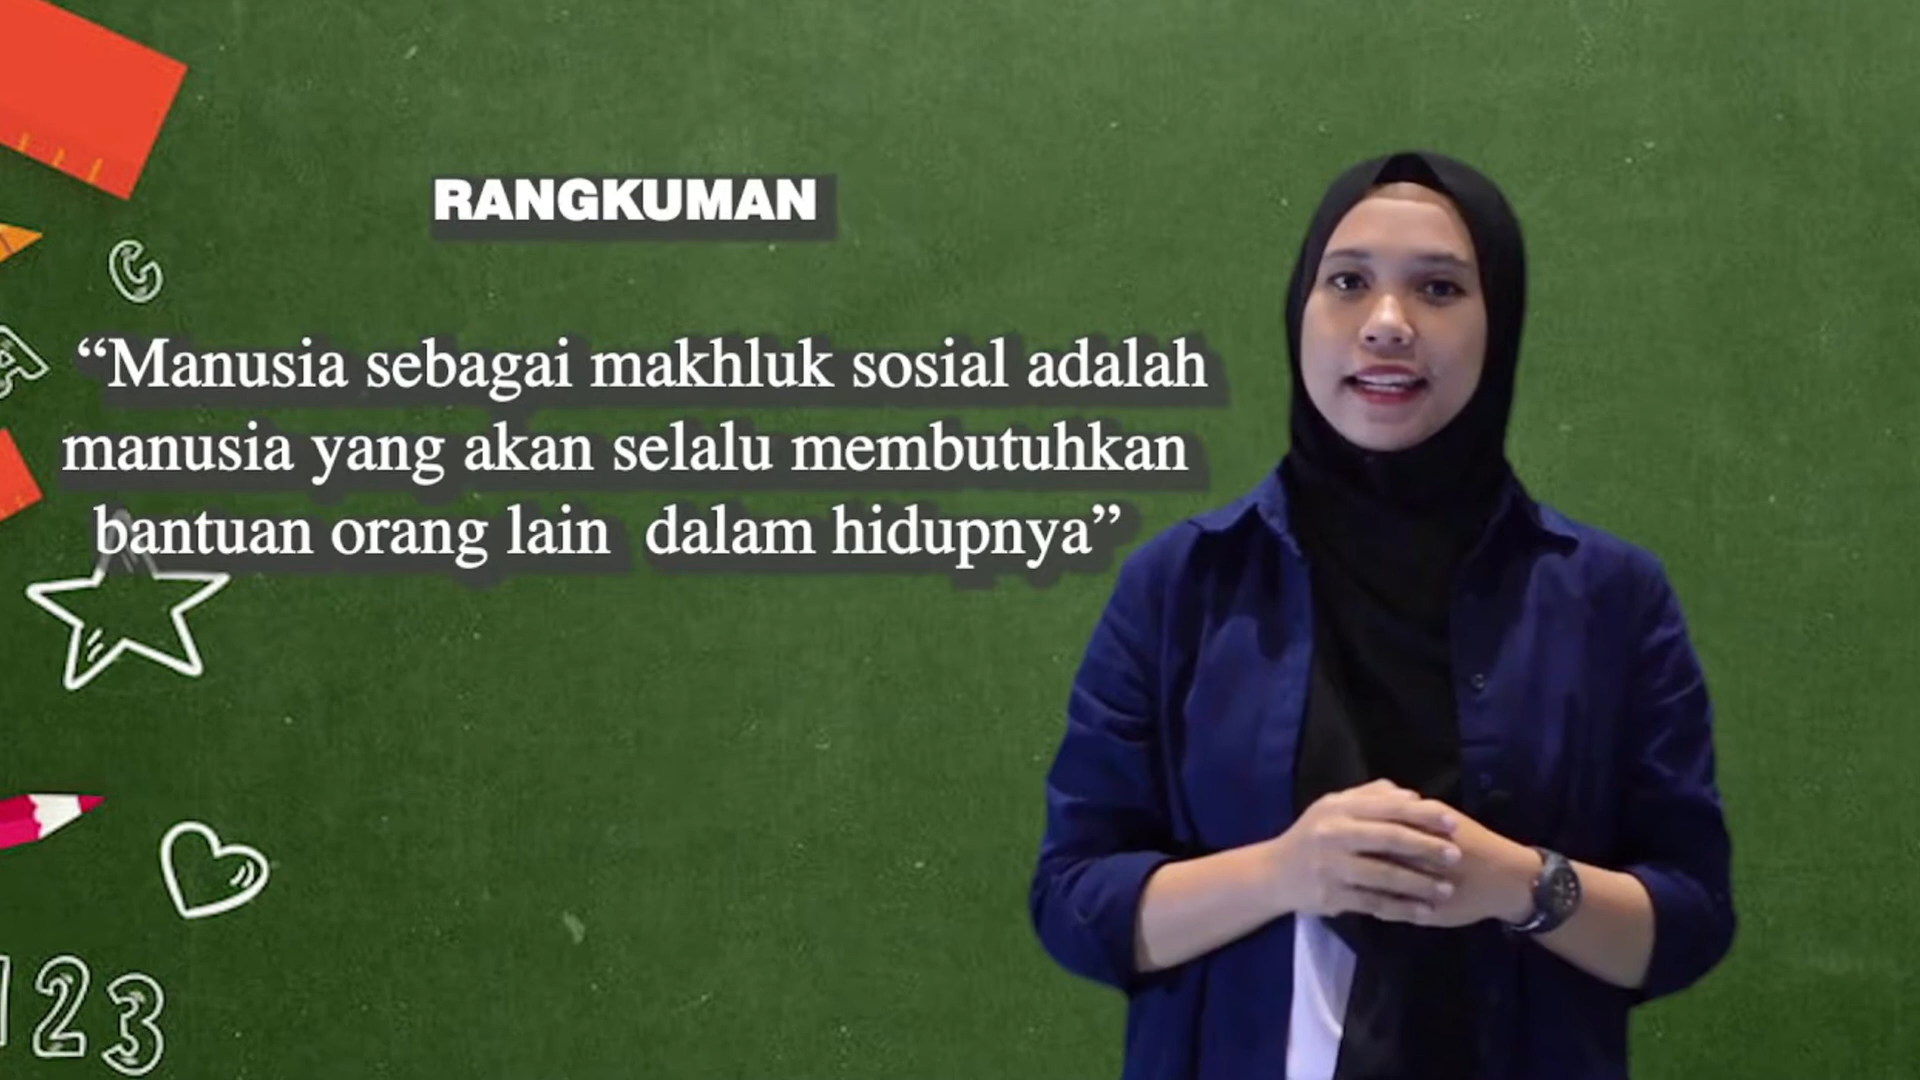 RANGKUMAN
“Manusia sebagai makhluk sosial adalah
manusia yang akan selalu membutuhkan
bantuan orang lain dalam hidupnya”
C
A
123